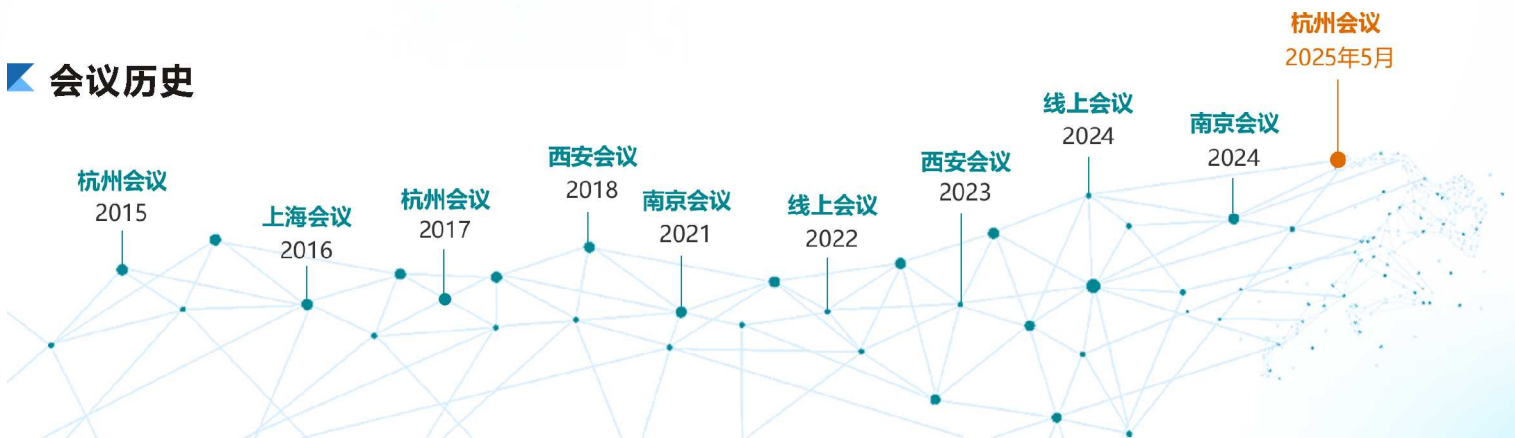 会议历史
杭州会议
2015
上海会议
2016
杭州会议
2017
西安会议
2018
南京会议
2021
线上会议
2022
西安会议
2023
线上会议
2024
南京会议
2024
杭州会议
2025年5月